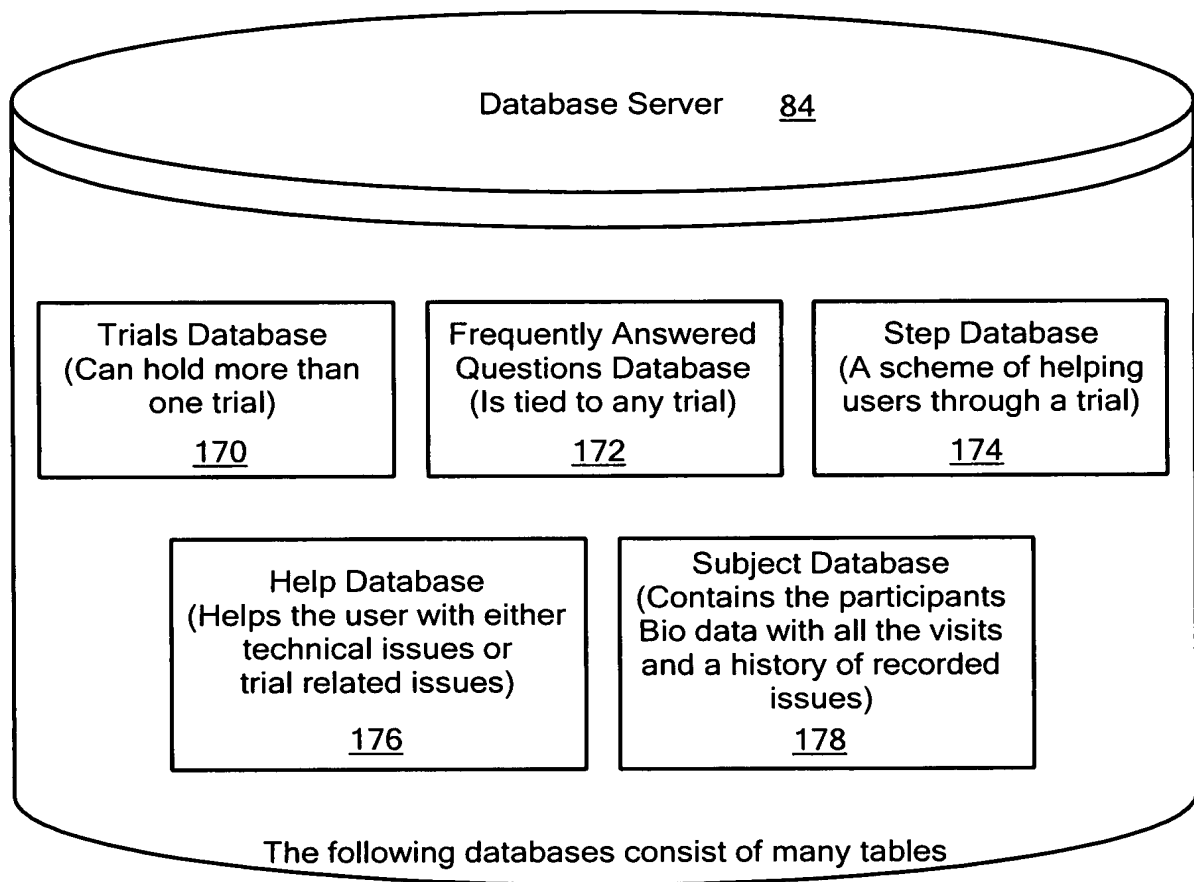 Database Server 84
Trials Database
(Can hold more than
one trial)
170
Frequently Answered
Questions Database
(Is tied to any trial)
172
Step Database
(A scheme of helping
users through a trial)
174
Help Database
(Helps the user with either
technical issues or
trial related issues)
176
Subject Database
(Contains the participants
Bio data with all the visits
and a history of recorded
issues)
178
The following databases consist of many tables